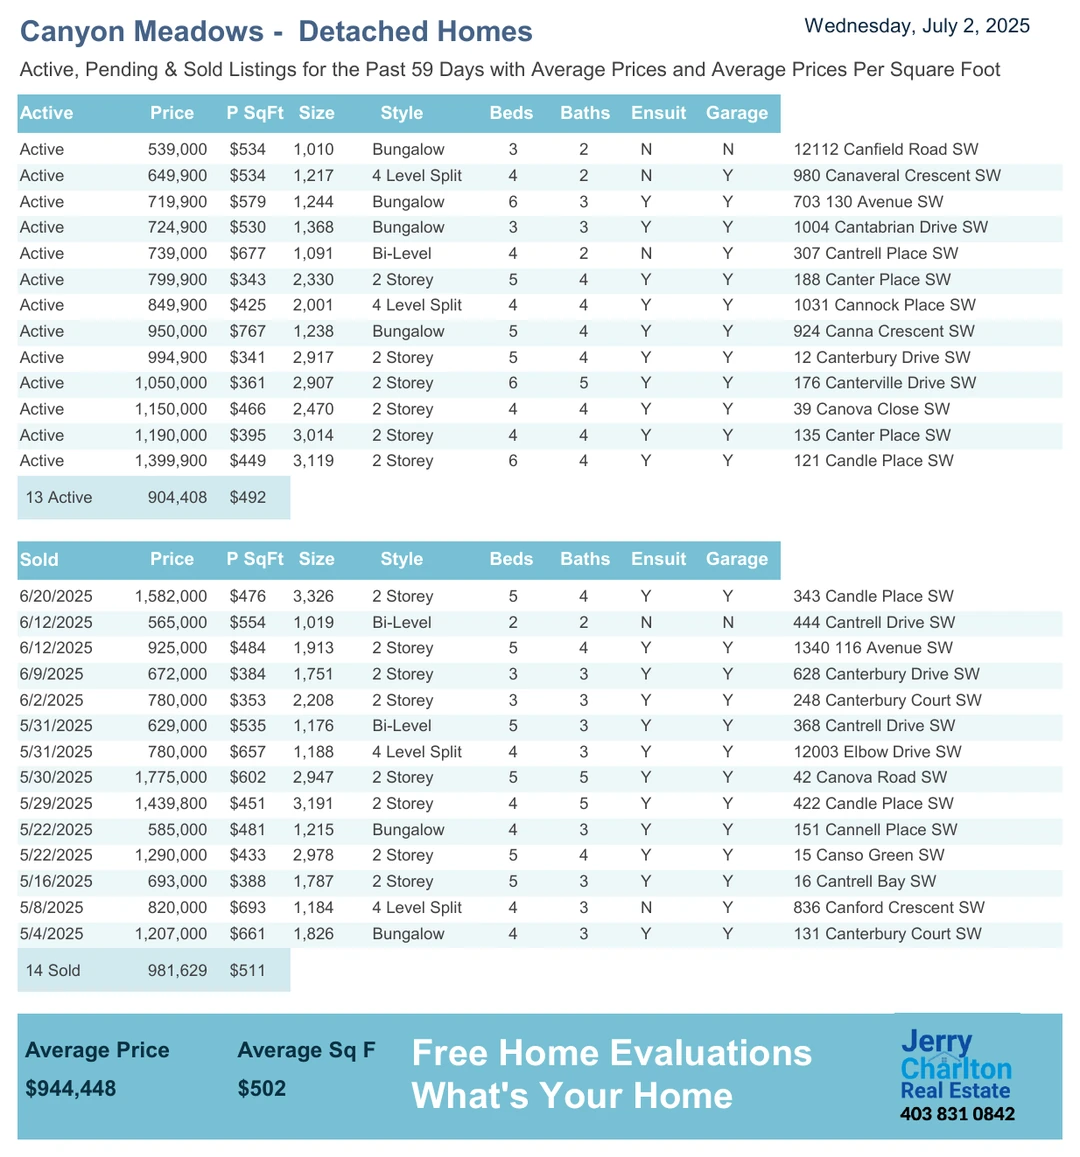 Canyon Meadows - Detached Homes
Wednesday, July 2, 2025
Active, Pending & Sold Listings for the Past 59 Days with Average Prices and Average Prices Per Square Foot
Active Price P SqFt Size Style Beds Baths Ensuit Garage
Active 539,000 $534 1,010 Bungalow 3 2 N N 12112 Canfield Road SW
Active 649,900 $534 1,217 4 Level Split 4 2 N Y 980 Canaveral Crescent SW
Active 719,900 $579 1,244 Bungalow 6 3 Y Y 703 130 Avenue SW
Active 724,900 $530 1,368 Bungalow 3 3 Y Y 1004 Cantabrian Drive SW
Active 739,000 $677 1,091 Bi-Level 4 2 N Y 307 Cantrell Place SW
Active 799,900 $343 2,330 2 Storey 5 4 Y Y 188 Canter Place SW
Active 849,900 $425 2,001 4 Level Split 4 4 Y Y 1031 Cannock Place SW
Active 950,000 $767 1,238 Bungalow 5 4 Y Y 924 Canna Crescent SW
Active 994,900 $341 2,917 2 Storey 5 4 Y Y 12 Canterbury Drive SW
Active 1,050,000 $361 2,907 2 Storey 6 5 Y Y 176 Canterville Drive SW
Active 1,150,000 $466 2,470 2 Storey 4 4 Y Y 39 Canova Close SW
Active 1,190,000 $395 3,014 2 Storey 4 4 Y Y 135 Canter Place SW
Active 1,399,900 $449 3,119 2 Storey 6 4 Y Y 121 Candle Place SW
13 Active 904,408 $492
Sold Price P SqFt Size Style Beds Baths Ensuit Garage
6/20/2025 1,582,000 $476 3,326 2 Storey 5 4 Y Y 343 Candle Place SW
6/12/2025 565,000 $554 1,019 Bi-Level 2 2 N N 444 Cantrell Drive SW
6/12/2025 925,000 $484 1,913 2 Storey 5 4 Y Y 1340 116 Avenue SW
6/9/2025 672,000 $384 1,751 2 Storey 3 3 Y Y 628 Canterbury Drive SW
6/2/2025 780,000 $353 2,208 2 Storey 3 3 Y Y 248 Canterbury Court SW
5/31/2025 629,000 $535 1,176 Bi-Level 5 3 Y Y 368 Cantrell Drive SW
5/31/2025 780,000 $657 1,188 4 Level Split 4 3 Y Y 12003 Elbow Drive SW
5/30/2025 1,775,000 $602 2,947 2 Storey 5 5 Y Y 42 Canova Road SW
5/29/2025 1,439,800 $451 3,191 2 Storey 4 5 Y Y 422 Candle Place SW
5/22/2025 585,000 $481 1,215 Bungalow 4 3 Y Y 151 Cannell Place SW
5/22/2025 1,290,000 $433 2,978 2 Storey 5 4 Y Y 15 Canso Green SW
5/16/2025 693,000 $388 1,787 2 Storey 5 3 Y Y 16 Cantrell Bay SW
5/8/2025 820,000 $693 1,184 4 Level Split 4 3 N Y 836 Canford Crescent SW
5/4/2025 1,207,000 $661 1,826 Bungalow 4 3 Y Y 131 Canterbury Court SW
14 Sold 981,629 $511
Average Price Average Sq F
$944,448 $502
Free Home Evaluations
What's Your Home
Jerry
Charlton
Real Estate
403 831 0842